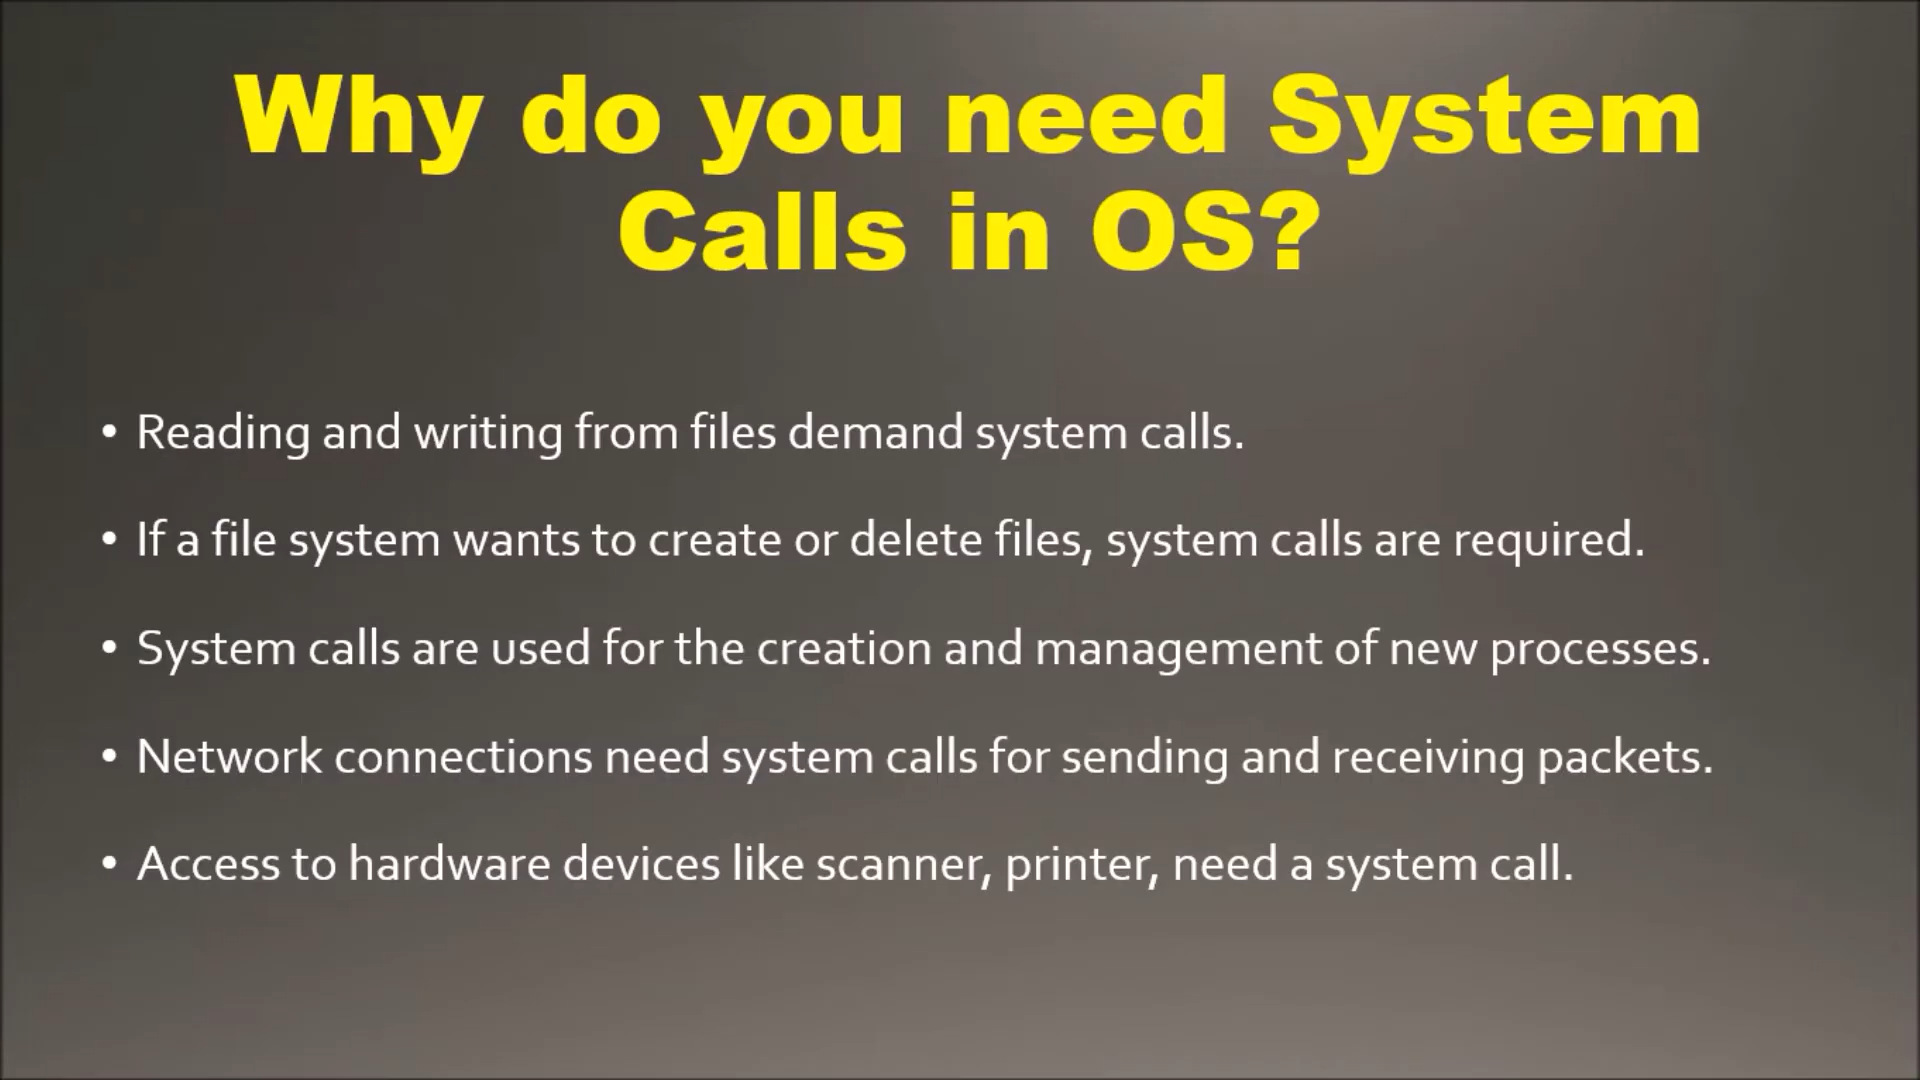 Why do you need System
Calls in OS?
• Reading and writing from files demand system calls.
• If a file system wants to create or delete files, system calls are required.
• System calls are used for the creation and management of new processes.
• Network connections need system calls for sending and receiving packets.
• Access to hardware devices like scanner, printer, need a system call.